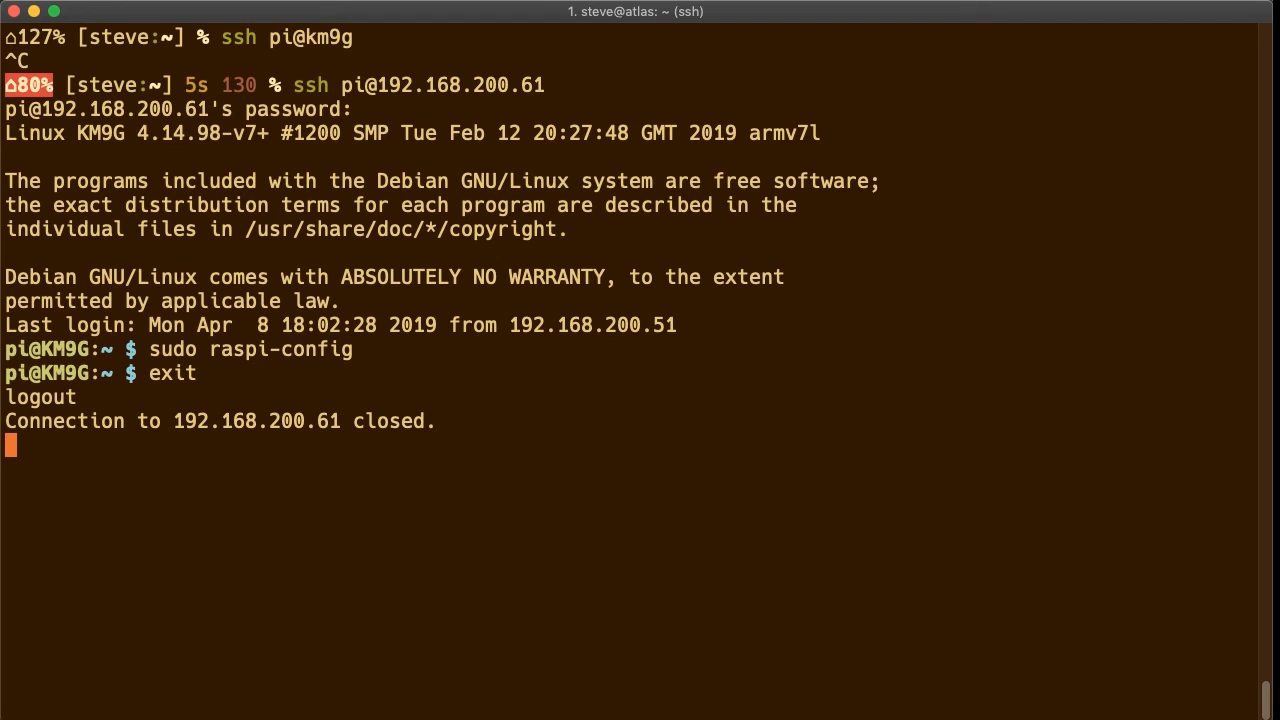 1. steve@atlas: ~ (ssh)
⌂127% [steve:~] % ssh pi@km9g
^C
⌂80% [steve:~] 5s 130 % ssh pi@192.168.200.61
pi@192.168.200.61's password:
Linux KM9G 4.14.98-v7+ #1200 SMP Tue Feb 12 20:27:48 GMT 2019 armv7l
The programs included with the Debian GNU/Linux system are free software;
the exact distribution terms for each program are described in the
individual files in /usr/share/doc/*/copyright.
Debian GNU/Linux comes with ABSOLUTELY NO WARRANTY, to the extent
permitted by applicable law.
Last login: Mon Apr  8 18:02:28 2019 from 192.168.200.51
pi@KM9G:~ $ sudo raspi-config
pi@KM9G:~ $ exit
logout
Connection to 192.168.200.61 closed.